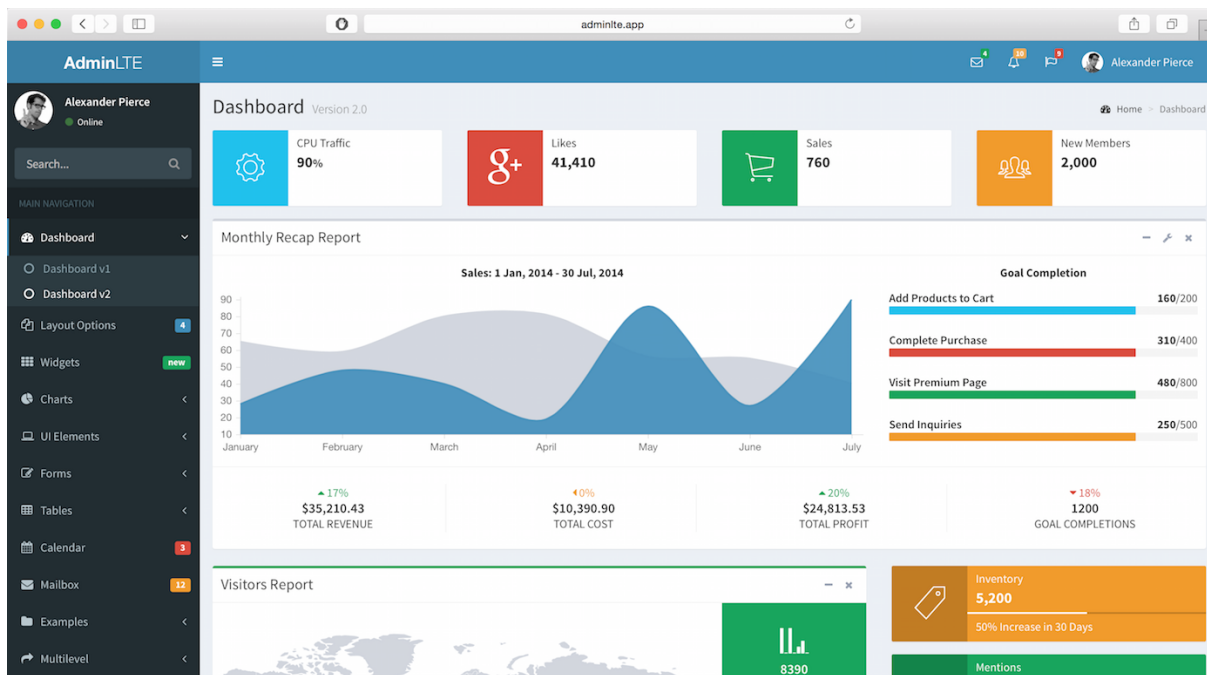 adminlte.app
AdminLTE
4
10
9
Alexander Pierce
Alexander Pierce
Online
Search...
MAIN NAVIGATION
Dashboard
Dashboard v1
Dashboard v2
Layout Options 4
Widgets new
Charts
UI Elements
Forms
Tables
Calendar 3
Mailbox 12
Examples
Multilevel
Dashboard Version 2.0
Home > Dashboard
CPU Traffic
90%
g+
Likes
41,410
Sales
760
New Members
2,000
Monthly Recap Report
Sales: 1 Jan, 2014 - 30 Jul, 2014
90
80
70
60
50
40
30
20
10
January February March April May June July
Goal Completion
Add Products to Cart 160/200
Complete Purchase 310/400
Visit Premium Page 480/800
Send Inquiries 250/500
17%
$35,210.43
TOTAL REVENUE
0%
$10,390.90
TOTAL COST
20%
$24,813.53
TOTAL PROFIT
18%
1200
GOAL COMPLETIONS
Visitors Report
8390
Inventory
5,200
50% Increase in 30 Days
Mentions